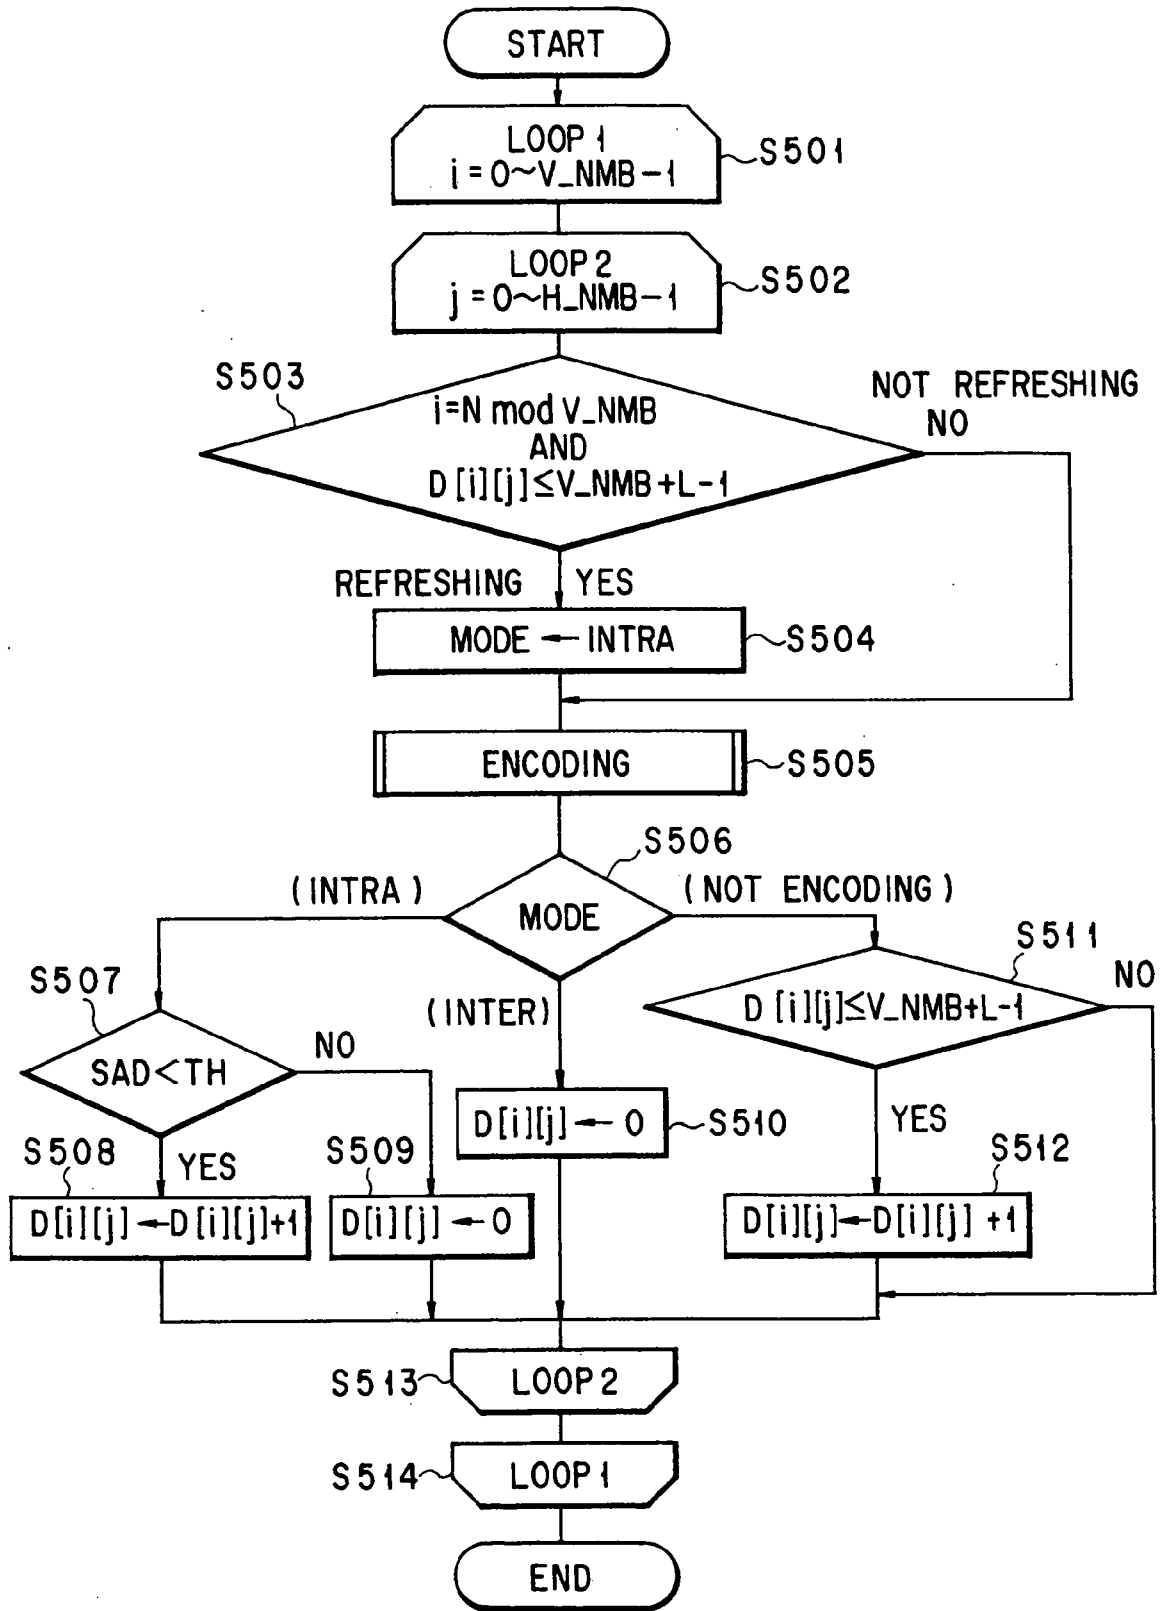 START
LOOP 1
i = 0~V_NMB-1
S501
LOOP 2
j = 0~H_NMB-1
S502
S503
i=N mod V_NMB
AND
D [i][j]≤V_NMB+L-1
NOT REFRESHING
NO
REFRESHING
YES
MODE ← INTRA
S504
ENCODING
S505
S506
(INTRA)
MODE
(NOT ENCODING)
S507
SAD<TH
NO
(INTER)
S511
D [i][j]≤V_NMB+L-1
NO
S508
YES
D[i][j]←D[i][j]+1
S509
D[i][j] ← 0
D[i][j] ← 0
S510
YES
S512
D[i][j]←D[i][j] +1
S513
LOOP 2
S514
LOOP 1
END